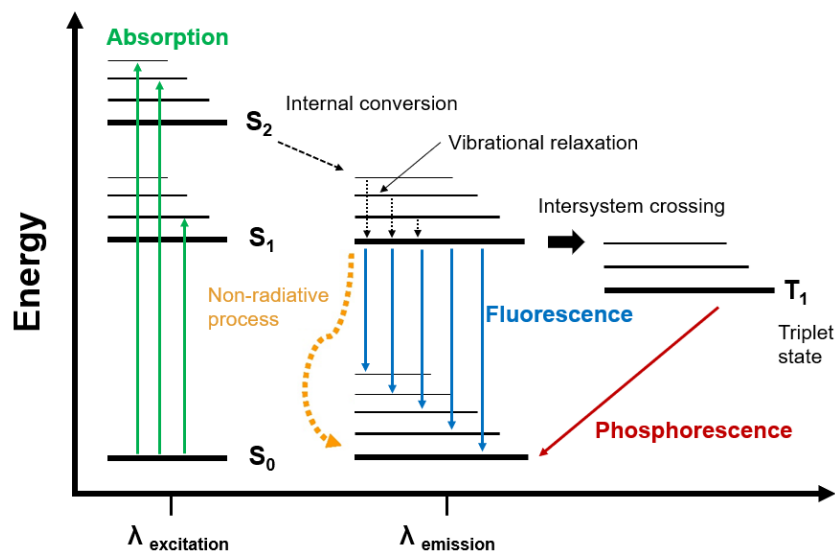 Absorption
Internal conversion
S2
Vibrational relaxation
Intersystem crossing
S1
Energy
Non-radiative
process
Fluorescence
T1
Triplet
state
Phosphorescence
S0
λ excitation
λ emission